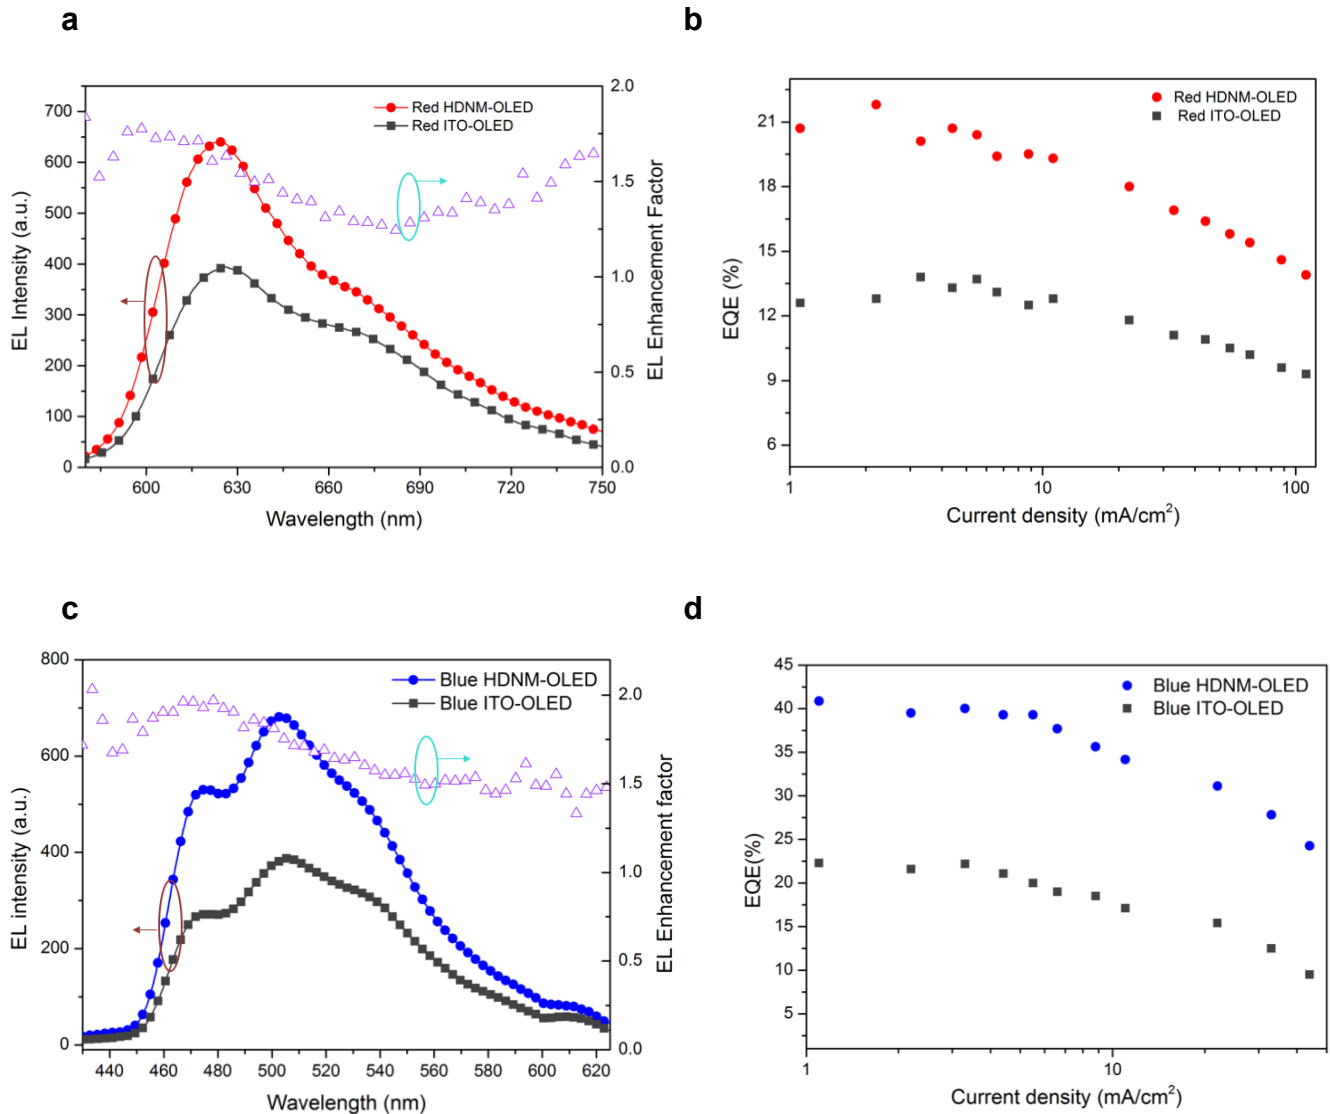 a
b
2.0
700
Red HDNM-OLED
Red ITO-OLED
600
1.5
500
400
1.0
300
200
0.5
100
0
0.0
600
630
660
690
720
750
EL Intensity (a.u.)
EL Enhancement Factor
Wavelength (nm)
Red HDNM-OLED
Red ITO-OLED
21
18
15
12
9
6
1
10
100
EQE (%)
Current density (mA/cm²)
c
d
800
Blue HDNM-OLED
Blue ITO-OLED
2.0
600
1.5
400
1.0
200
0.5
0
0.0
440
460
480
500
520
540
560
580
600
620
EL intensity (a.u.)
EL Enhancement factor
Wavelength (nm)
45
Blue HDNM-OLED
Blue ITO-OLED
40
35
30
25
20
15
10
5
1
10
EQE(%)
Current density (mA/cm²)